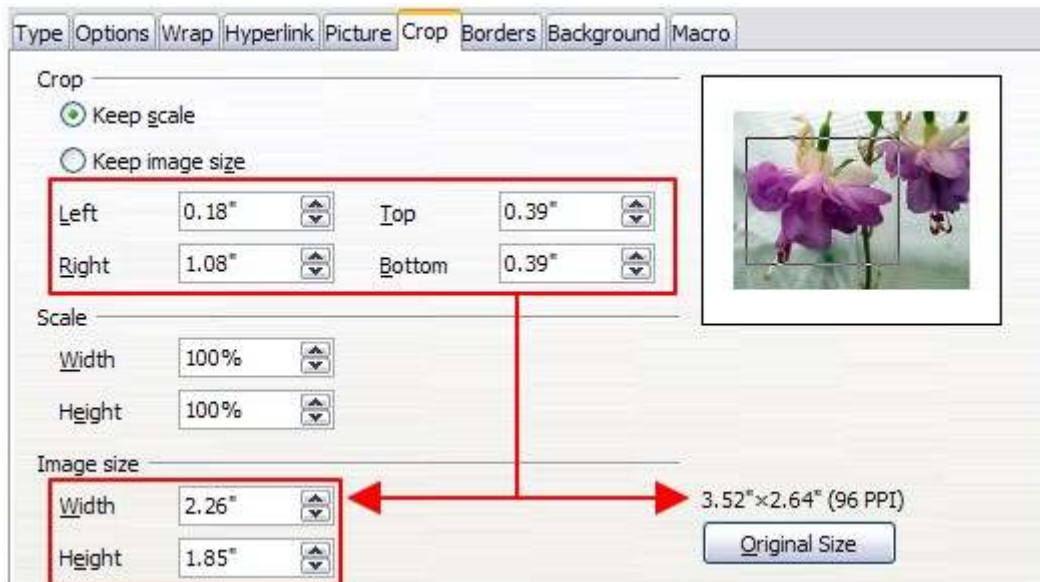 Type Options Wrap Hyperlink Picture Crop Borders Background Macro
Crop
Keep scale
Keep image size
Left 0.18" Top 0.39"
Right 1.08" Bottom 0.39"
Scale
Width 100%
Height 100%
Image size
Width 2.26" 3.52"×2.64" (96 PPI)
Height 1.85" Original Size